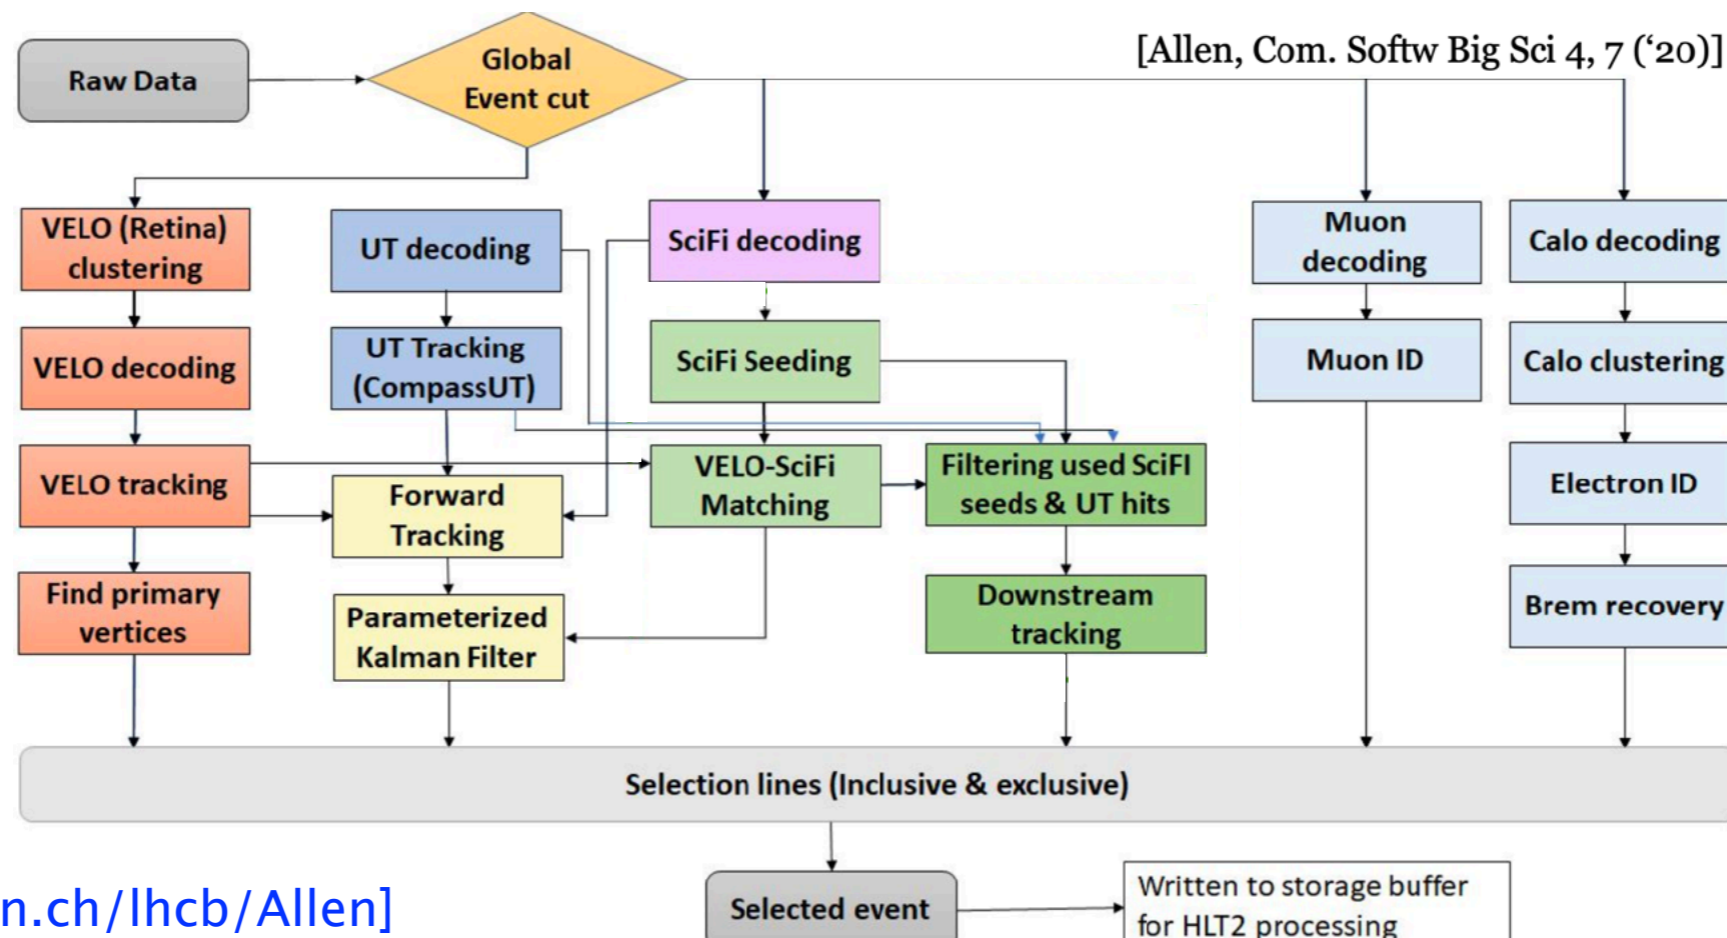 [Allen, Com. Softw Big Sci 4, 7 (‘20)]
Raw Data
Global
Event cut
VELO (Retina)
clustering
UT decoding
SciFi decoding
Muon
decoding
Calo decoding
VELO decoding
UT Tracking
(CompassUT)
SciFi Seeding
Muon ID
Calo clustering
VELO tracking
Forward
Tracking
VELO-SciFi
Matching
Filtering used SciFI
seeds & UT hits
Electron ID
Find primary
vertices
Parameterized
Kalman Filter
Downstream
tracking
Brem recovery
Selection lines (Inclusive & exclusive)
Selected event
Written to storage buffer
for HLT2 processing
n.ch/lhcb/Allen]